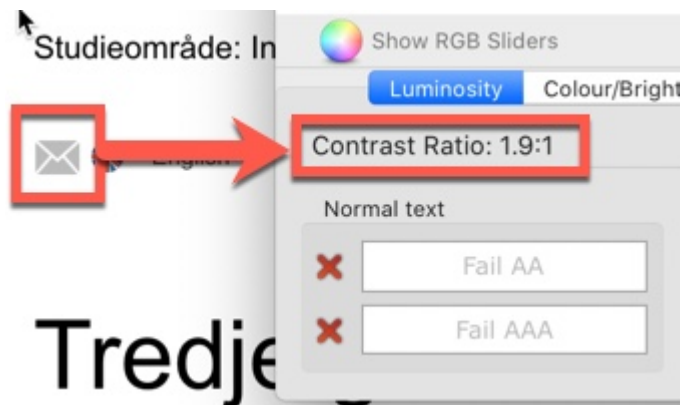 Studieområde: In
Show RGB Sliders
Luminosity
Colour/Bright
English
Contrast Ratio: 1.9:1
Normal text
Fail AA
Fail AAA
Tredje